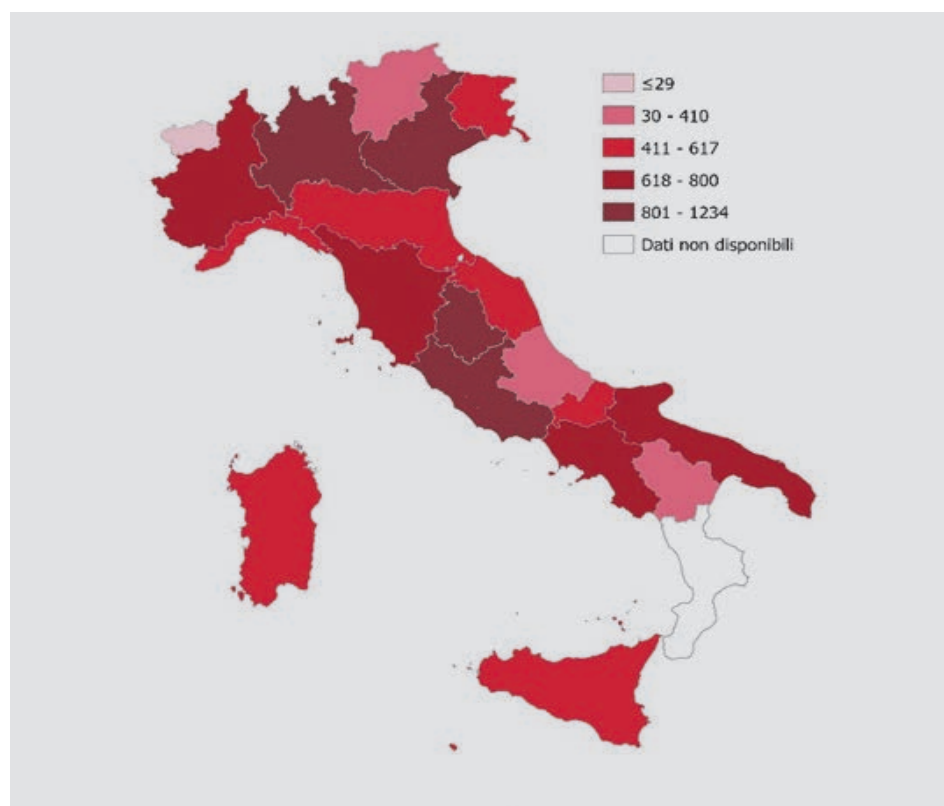 ≤29
30 - 410
411 - 617
618 - 800
801 - 1234
Dati non disponibili